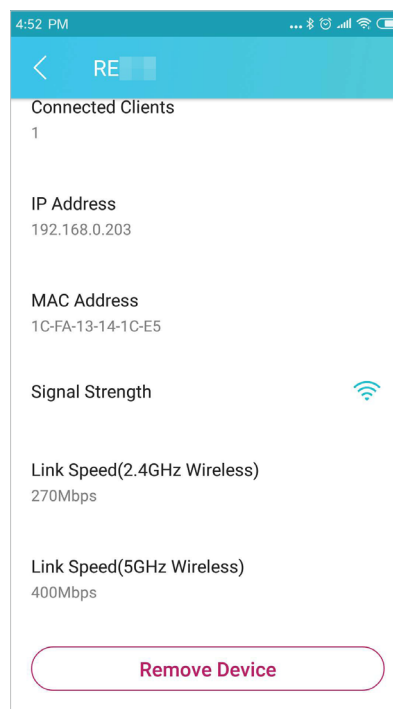 4:52 PM
RE
Connected Clients
1
IP Address
192.168.0.203
MAC Address
1C-FA-13-14-1C-E5
Signal Strength
Link Speed(2.4GHz Wireless)
270Mbps
Link Speed(5GHz Wireless)
400Mbps
Remove Device